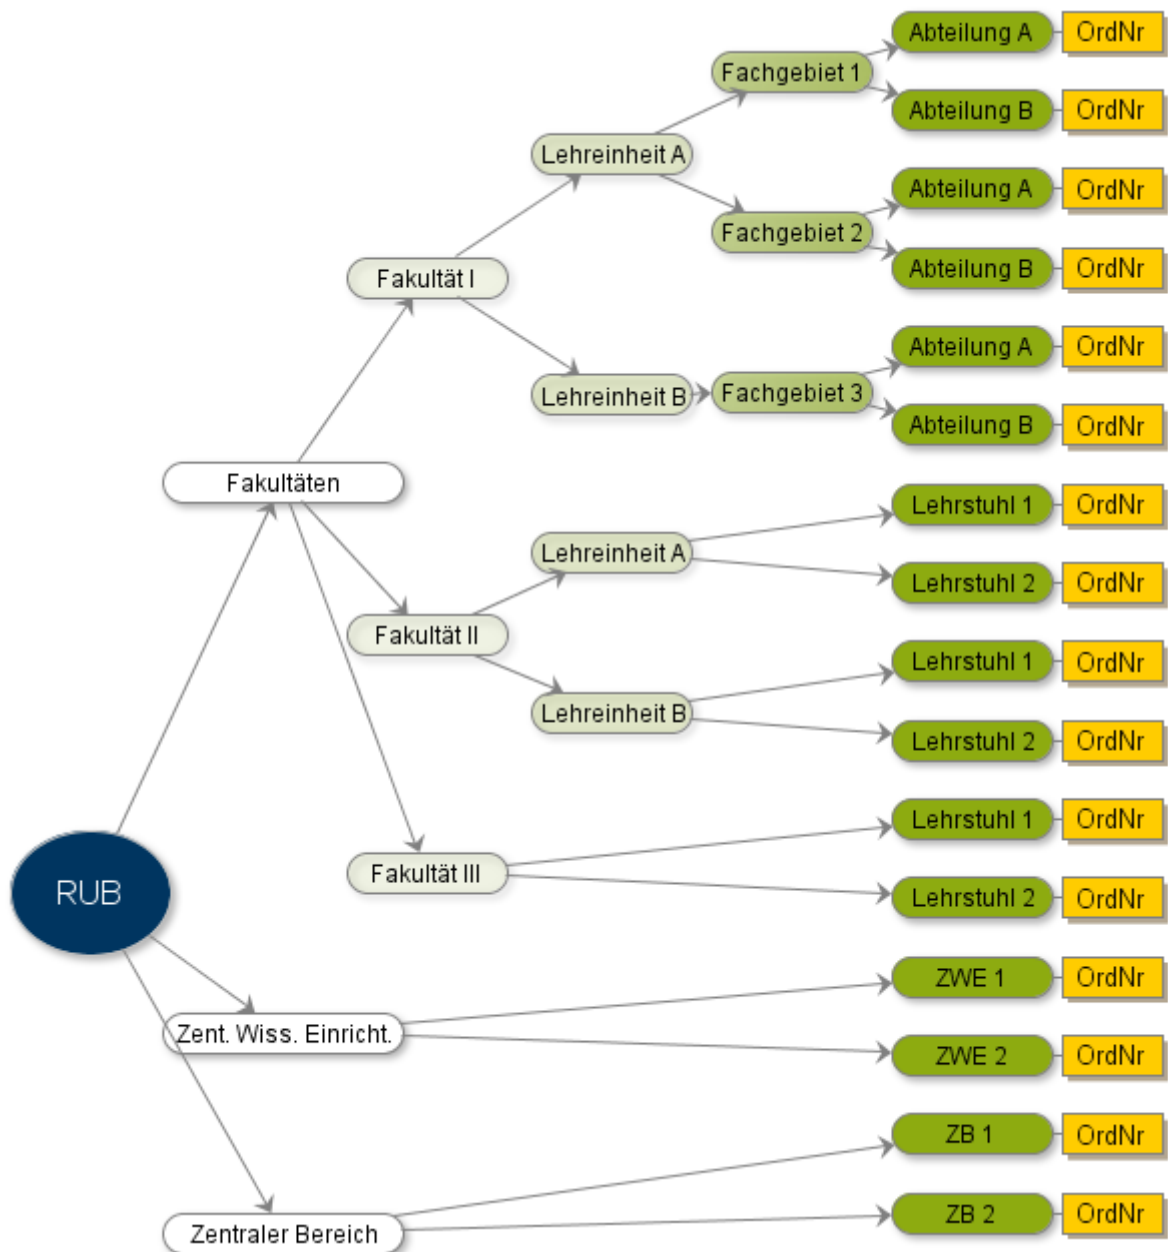 Abteilung A OrdNr
Fachgebiet 1
Abteilung B OrdNr
Lehreinheit A
Abteilung A OrdNr
Fachgebiet 2
Abteilung B OrdNr
Fakultät I
Abteilung A OrdNr
Lehreinheit B Fachgebiet 3
Abteilung B OrdNr
Fakultäten
Lehrstuhl 1 OrdNr
Lehreinheit A
Lehrstuhl 2 OrdNr
Fakultät II
Lehrstuhl 1 OrdNr
Lehreinheit B
Lehrstuhl 2 OrdNr
Lehrstuhl 1 OrdNr
Fakultät III
Lehrstuhl 2 OrdNr
RUB
ZWE 1 OrdNr
Zent. Wiss. Einricht.
ZWE 2 OrdNr
ZB 1 OrdNr
ZB 2 OrdNr
Zentraler Bereich